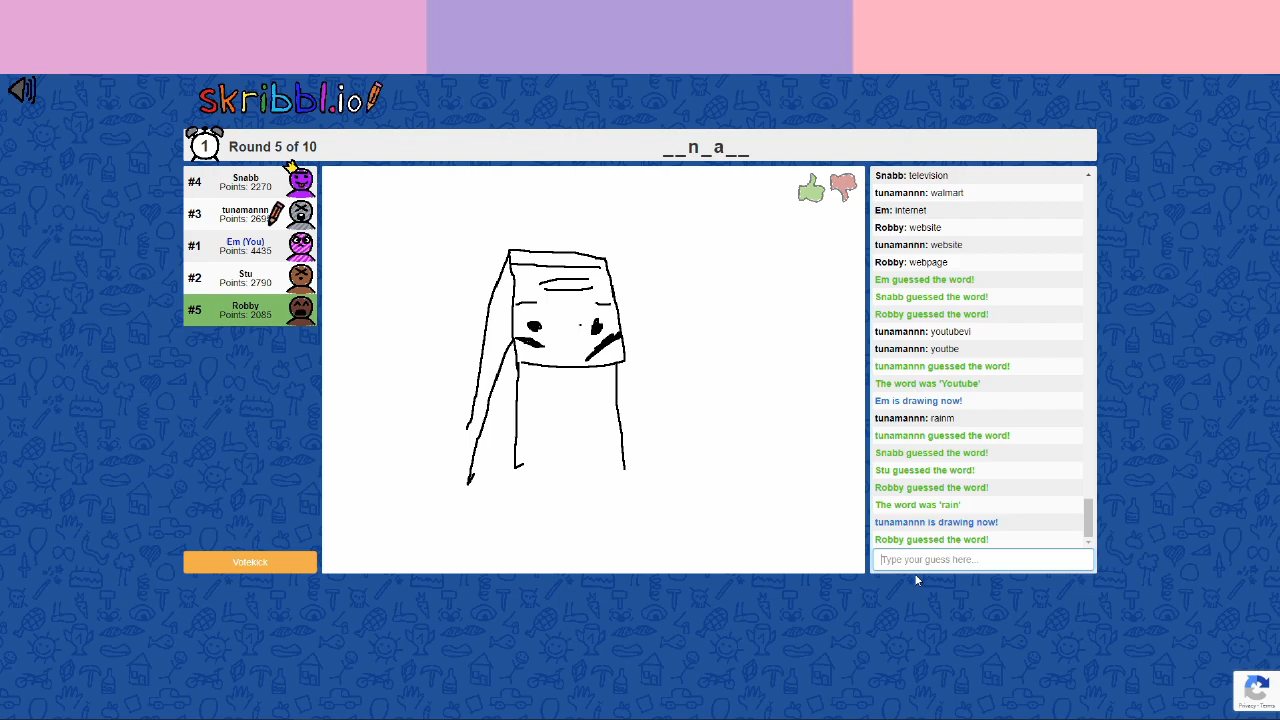 skribbl.io
1
Round 5 of 10
__n_a__
#4
Snabb
Points: 2270
#3
tunamannn
Points: 269
#1
Em (You)
Points: 4435
#2
Stu
Points: 2790
#5
Robby
Points: 2085
Votekick
Snabb: television
tunamannn: walmart
Em: internet
Robby: website
tunamannn: website
Robby: webpage
Em guessed the word!
Snabb guessed the word!
Robby guessed the word!
tunamannn: youtubevi
tunamannn: youtbe
tunamannn guessed the word!
The word was 'Youtube'
Em is drawing now!
tunamannn: rainm
tunamannn guessed the word!
Snabb guessed the word!
Stu guessed the word!
Robby guessed the word!
The word was 'rain'
tunamannn is drawing now!
Robby guessed the word!
Type your guess here...
Privacy - Terms